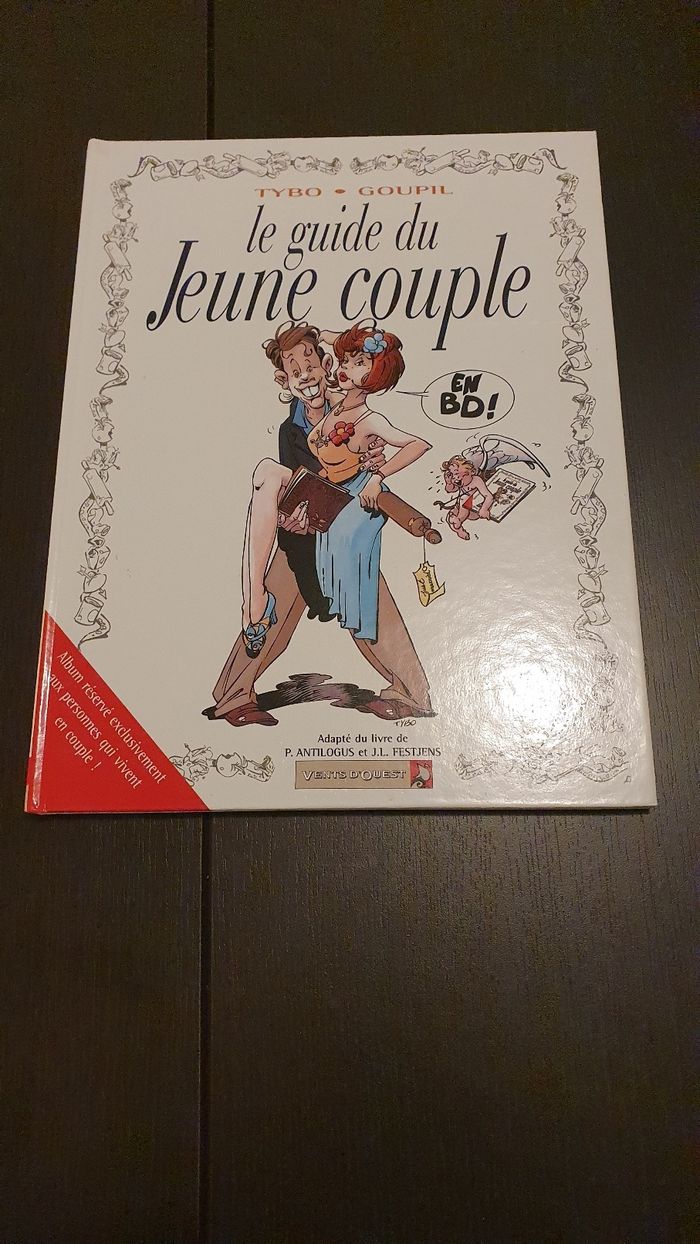 TYBO • GOUPIL
le guide du
Jeune couple
EN
BD!
TYBO
Album réservé exclusivement
aux personnes qui vivent
en couple !
Adapté du livre de
P. ANTILOGUS et J.L. FESTJENS
VENTS D'OUEST